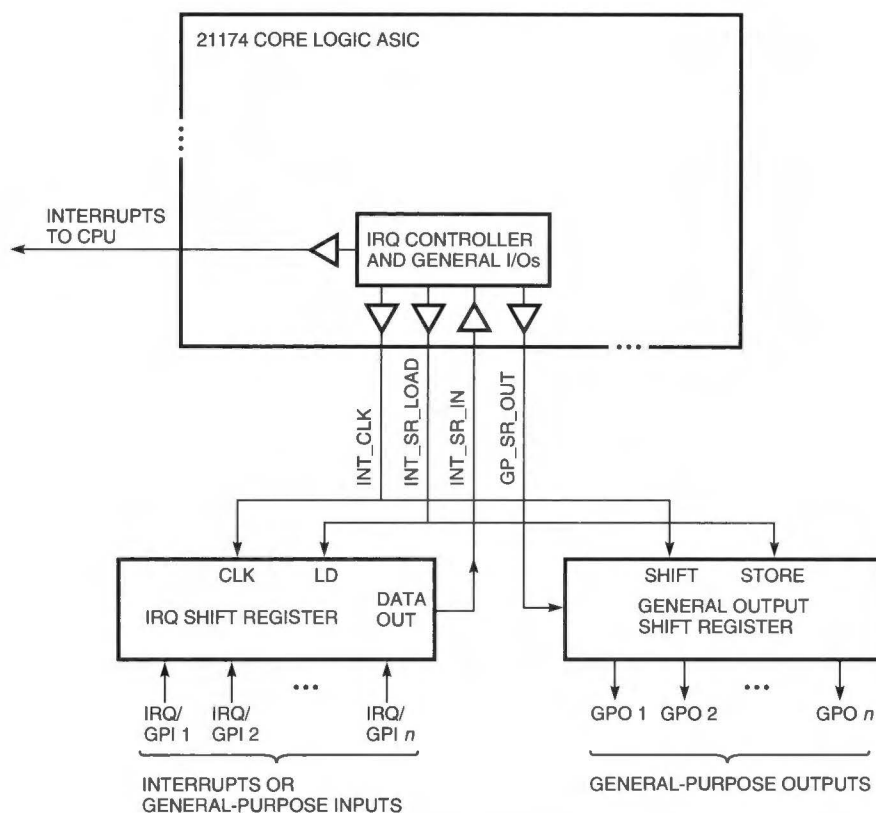 21174 CORE LOGIC ASIC
INTERRUPTS
TO CPU
IRQ CONTROLLER
AND GENERAL I/Os
INT_CLK
INT_SR_LOAD
INT_SR_IN
GP_SR_OUT
CLK LD
DATA
OUT
IRQ SHIFT REGISTER
SHIFT STORE
GENERAL OUTPUT
SHIFT REGISTER
IRQ/
GPI 1
IRQ/
GPI 2
IRQ/
GPI n
GPO 1 GPO 2 GPO n
INTERRUPTS OR
GENERAL-PURPOSE INPUTS
GENERAL-PURPOSE OUTPUTS